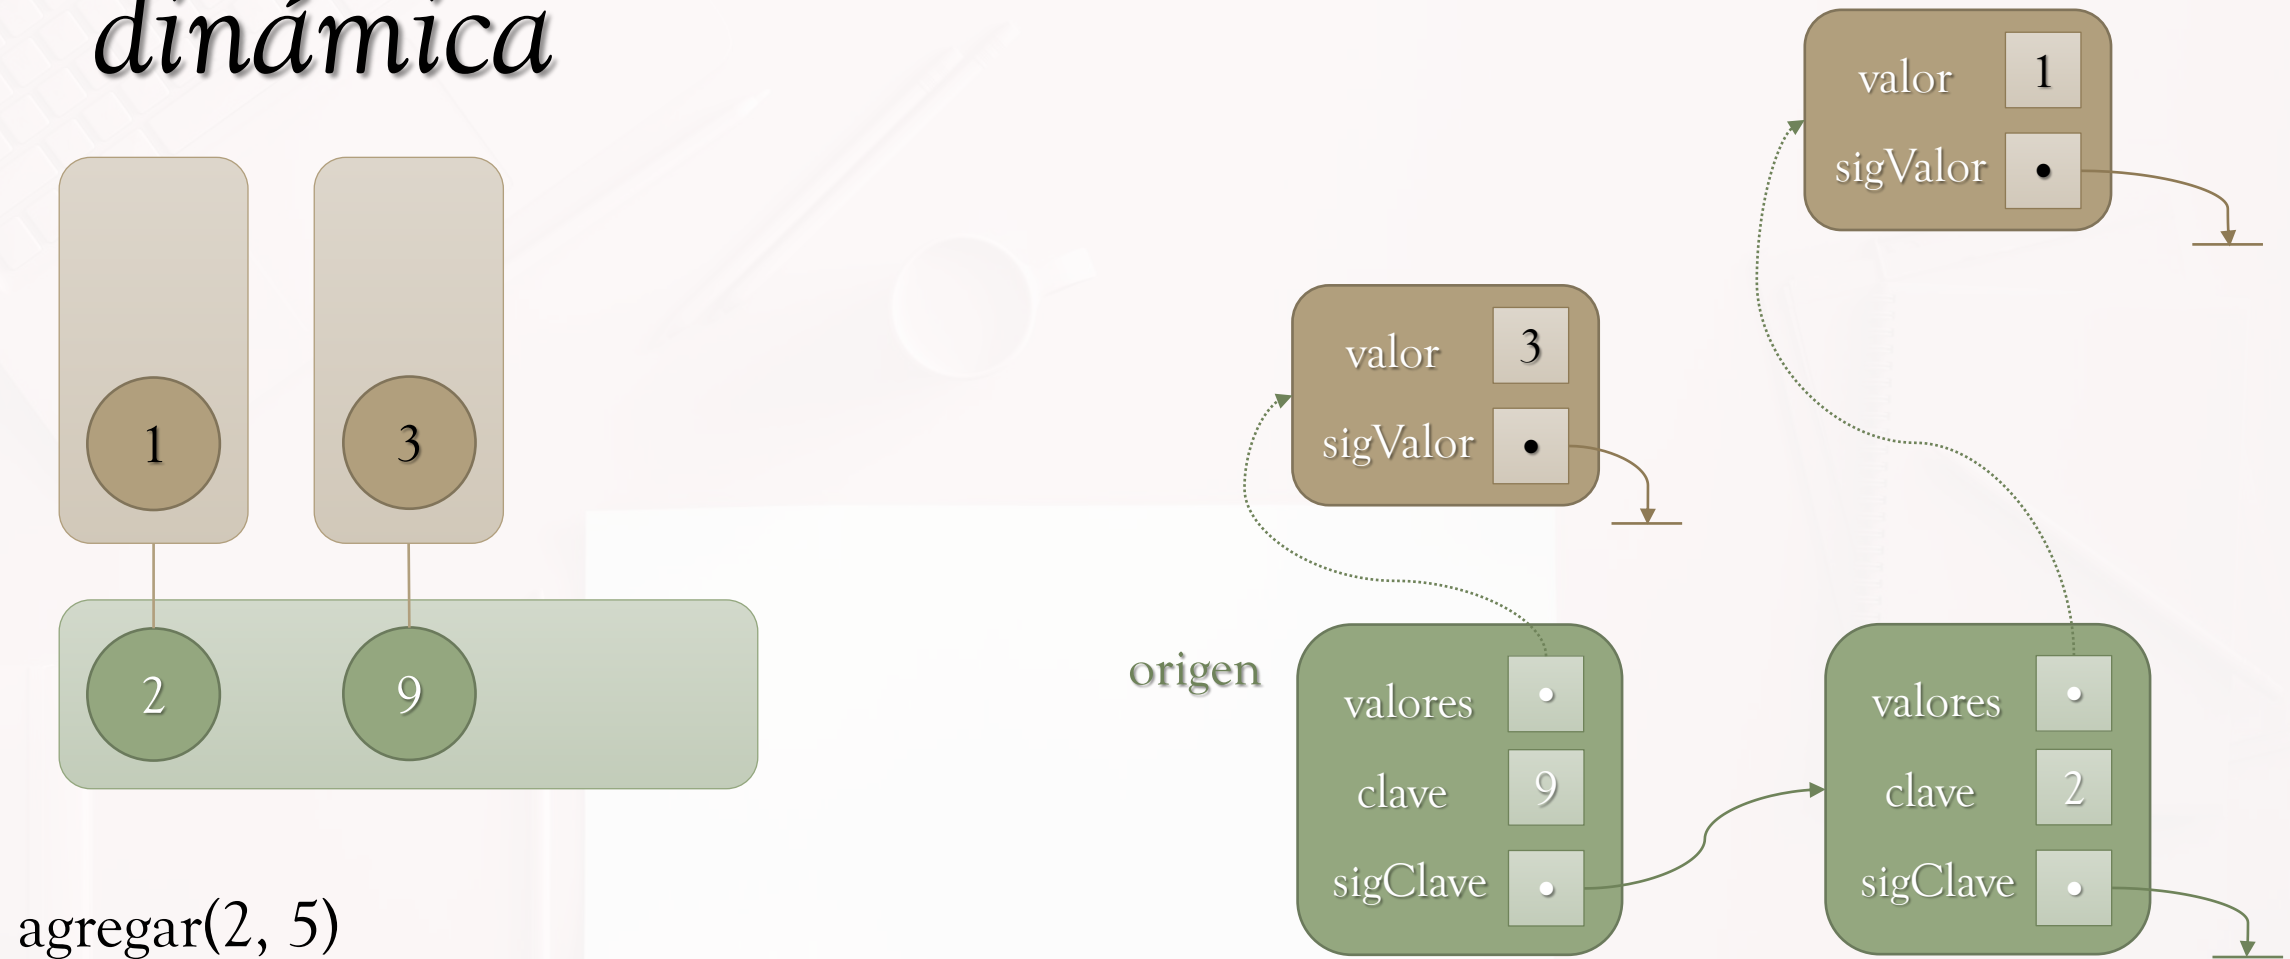 dinámica
1
3
2
9
agregar(2, 5)
valor 1
sigValor
valor 3
sigValor
origen
valores
clave 9
sigClave
valores
clave 2
sigClave